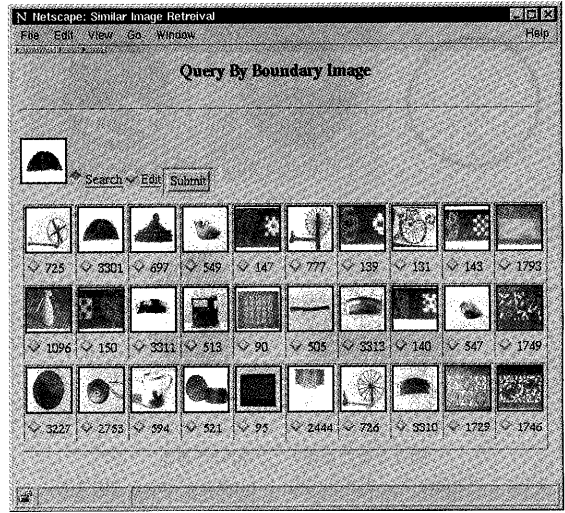 Netscape: Similar Image Retreival
File Edit View Go Window Help
Query By Boundary Image
Search Edit Submit
725 3301 697 549 147 777 139 131 143 1793
1096 150 3311 513 90 505 3313 140 547 1749
3227 2753 594 521 95 2444 726 3310 1729 1746